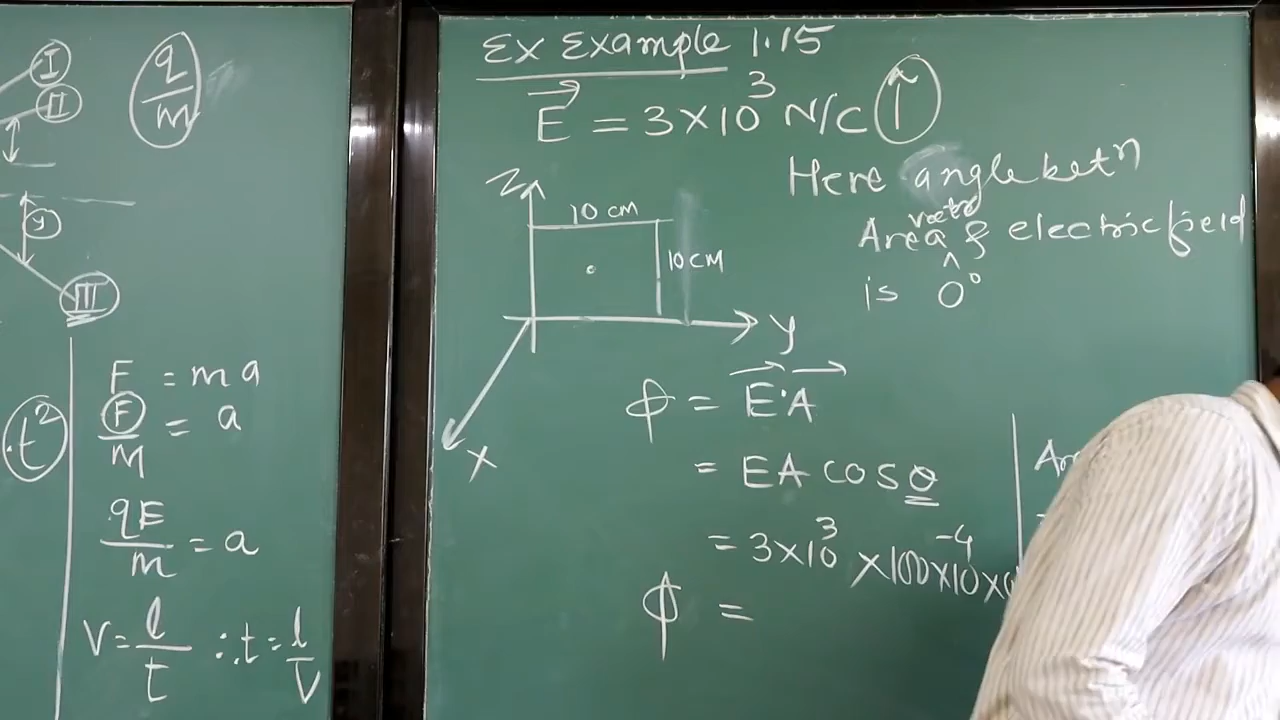 I
II
q/m
y
III
t²
F = ma
F/m = a
qE/m = a
V = l/t ∴ t = l/V
Ex Example 1.15
E⃗ = 3×10³ N/C î
Here angle betn
Area vector & electric field
is 0°
Z
10 cm
10 CM
y
X
ϕ = E⃗·A⃗
= EA cosθ
= 3×10³ ×100×10⁻⁴×
ϕ =